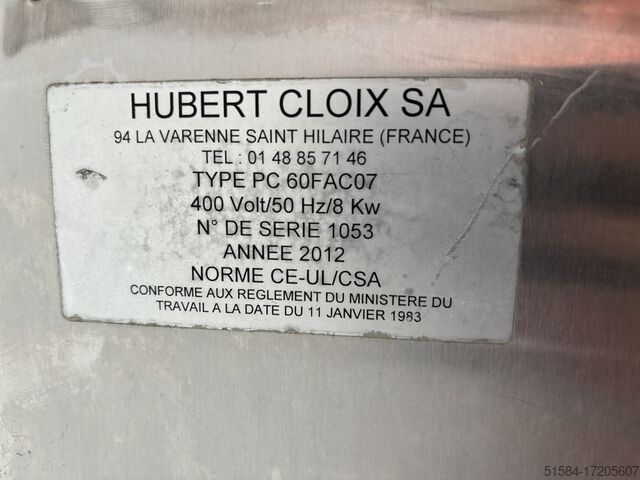 HUBERT CLOIX SA
94 LA VARENNE SAINT HILAIRE (FRANCE)
TEL : 01 48 85 71 46
TYPE PC 60FAC07
400 Volt/50 Hz/8 Kw
N° DE SERIE 1053
ANNEE 2012
NORME CE-UL/CSA
CONFORME AUX REGLEMENT DU MINISTERE DU
TRAVAIL A LA DATE DU 11 JANVIER 1983
51584-17205607